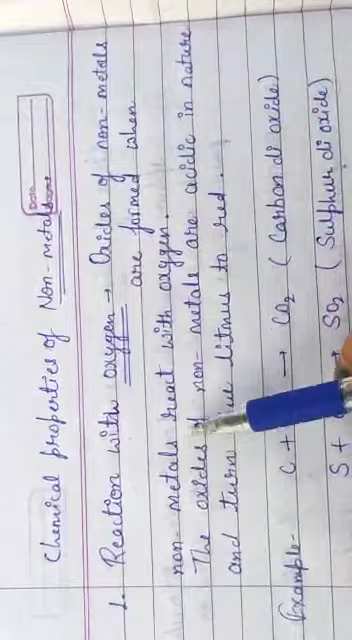 Date
Chemical properties of Non-metals
1. Reaction with oxygen → Oxides of non-metals
are formed when
non-metals react with oxygen.
The oxides of non-metals are acidic in nature
and turn litmus to red.
Example- C + → CO₂ (Carbon di oxide)
S + SO₂ (Sulphur di oxide)